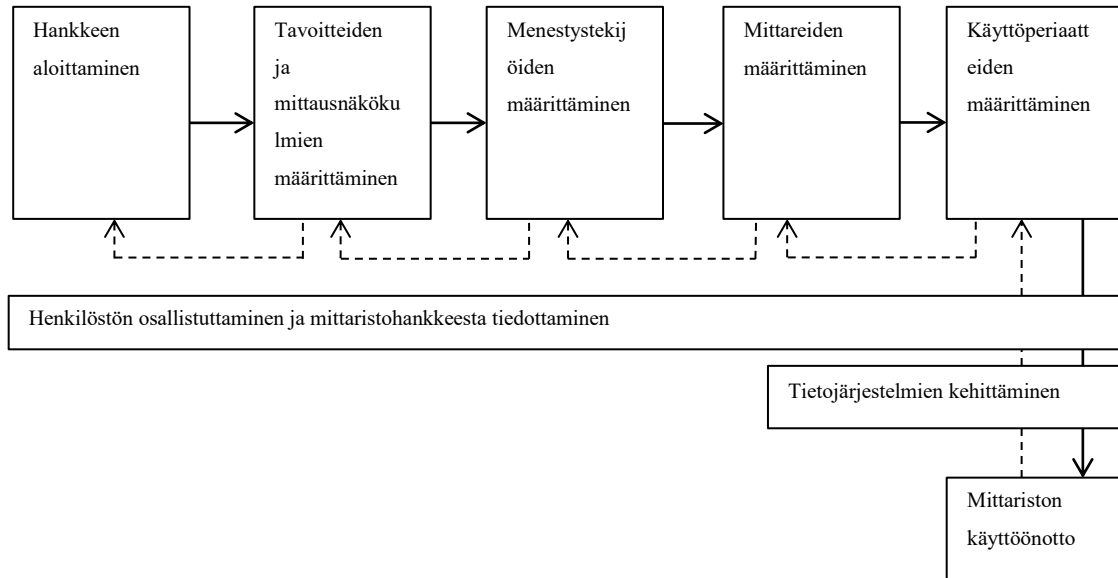 Hankkeen
aloittaminen
Tavoitteiden
ja
mittausnäköku
lmien
määrittäminen
Menestystekij
öiden
määrittäminen
Mittareiden
määrittäminen
Käyttöperiaatt
eiden
määrittäminen
Henkilöstön osallistuttaminen ja mittaristohankkeesta tiedottaminen
Tietojärjestelmien kehittäminen
Mittariston
käyttöönotto